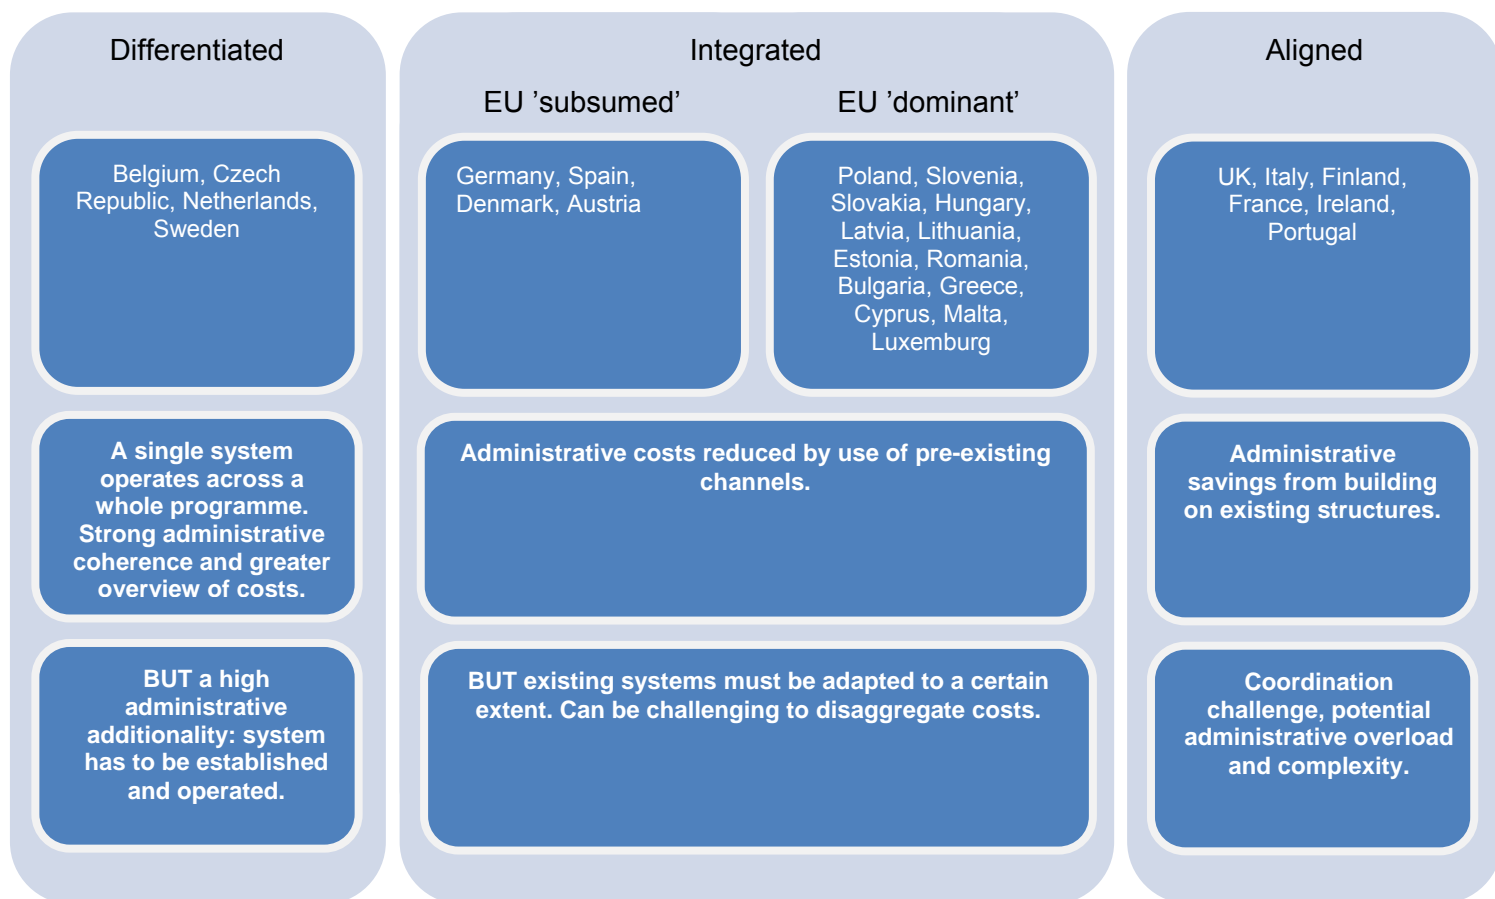 Differentiated
Belgium, Czech
Republic, Netherlands,
Sweden
A single system
operates across a
whole programme.
Strong administrative
coherence and greater
overview of costs.
BUT a high
administrative
additionality: system
has to be established
and operated.
Integrated
EU ’subsumed’
EU ’dominant’
Germany, Spain,
Denmark, Austria
Poland, Slovenia,
Slovakia, Hungary,
Latvia, Lithuania,
Estonia, Romania,
Bulgaria, Greece,
Cyprus, Malta,
Luxemburg
Administrative costs reduced by use of pre-existing
channels.
BUT existing systems must be adapted to a certain
extent. Can be challenging to disaggregate costs.
Aligned
UK, Italy, Finland,
France, Ireland,
Portugal
Administrative
savings from building
on existing structures.
Coordination
challenge, potential
administrative overload
and complexity.